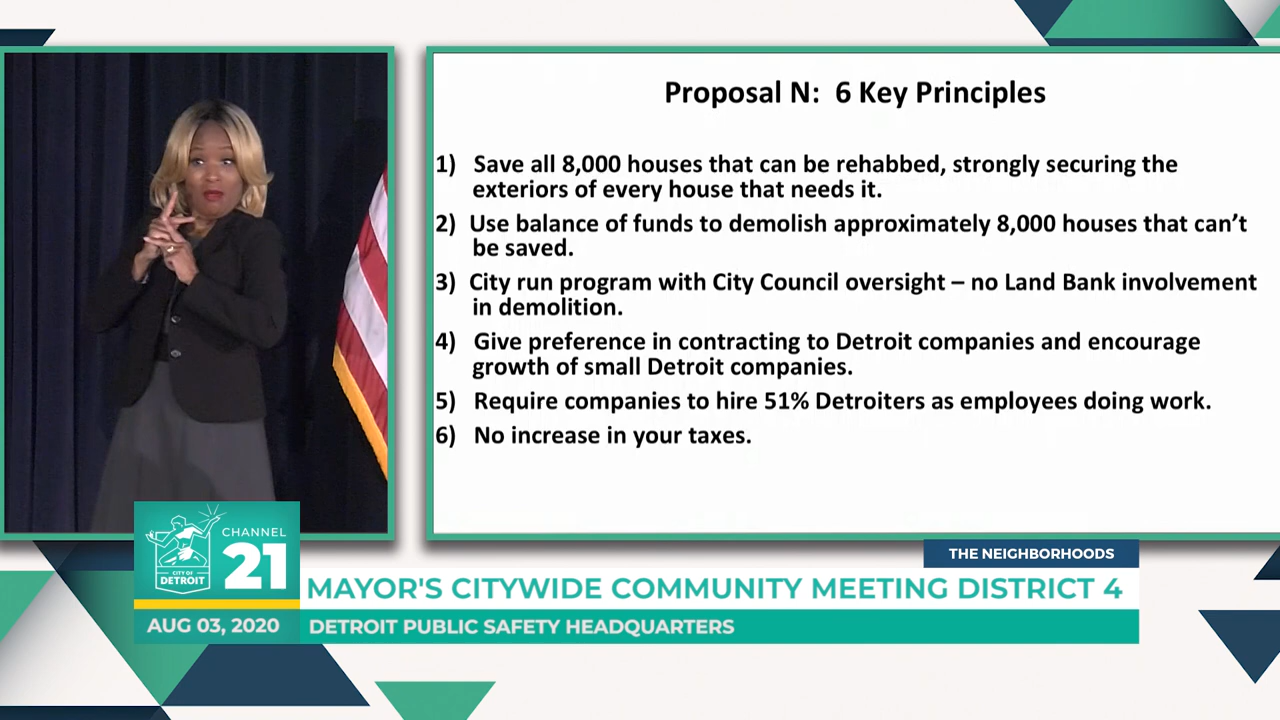 Proposal N: 6 Key Principles
1) Save all 8,000 houses that can be rehabbed, strongly securing the
exteriors of every house that needs it.
2) Use balance of funds to demolish approximately 8,000 houses that can’t
be saved.
3) City run program with City Council oversight – no Land Bank involvement
in demolition.
4) Give preference in contracting to Detroit companies and encourage
growth of small Detroit companies.
5) Require companies to hire 51% Detroiters as employees doing work.
6) No increase in your taxes.
THE NEIGHBORHOODS
CITY OF
DETROIT
CHANNEL
21
MAYOR'S CITYWIDE COMMUNITY MEETING DISTRICT 4
AUG 03, 2020
DETROIT PUBLIC SAFETY HEADQUARTERS